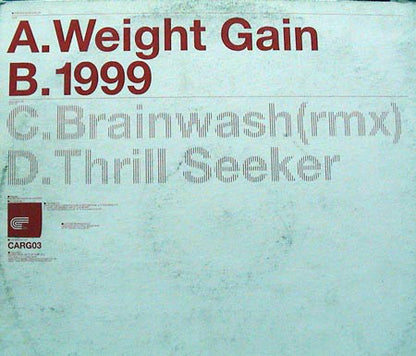 A.Weight Gain
B.1999
C.Brainwash(rmx)
D.Thrill Seeker
CARG03